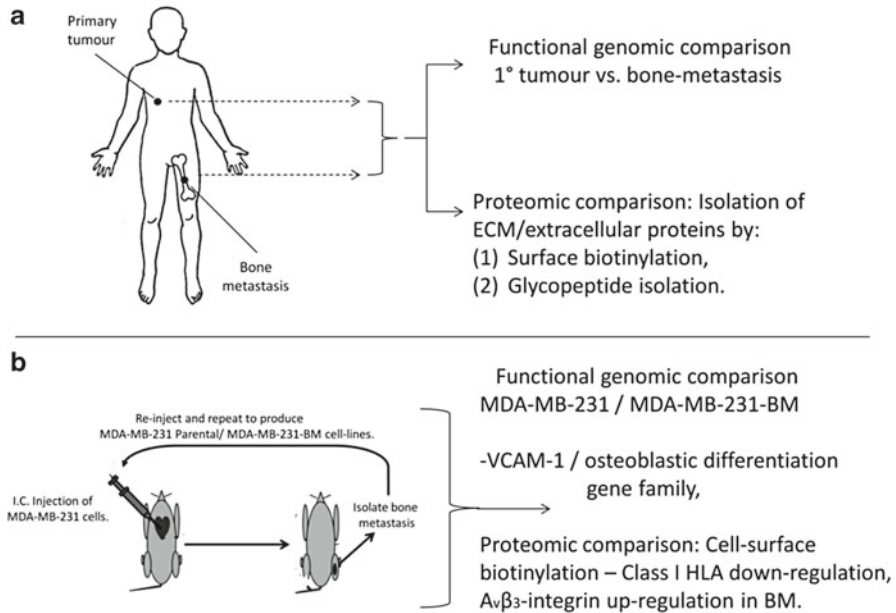 a
Primary
tumour
Bone
metastasis
Functional genomic comparison
1° tumour vs. bone-metastasis
Proteomic comparison: Isolation of
ECM/extracellular proteins by:
(1) Surface biotinylation,
(2) Glycopeptide isolation.
b
Re-inject and repeat to produce
MDA-MB-231 Parental/ MDA-MB-231-BM cell-lines.
I.C. Injection of
MDA-MB-231 cells.
Isolate bone
metastasis
Functional genomic comparison
MDA-MB-231 / MDA-MB-231-BM
-VCAM-1 / osteoblastic differentiation
gene family,
Proteomic comparison: Cell-surface
biotinylation – Class I HLA down-regulation,
Aᵥβ₃-integrin up-regulation in BM.